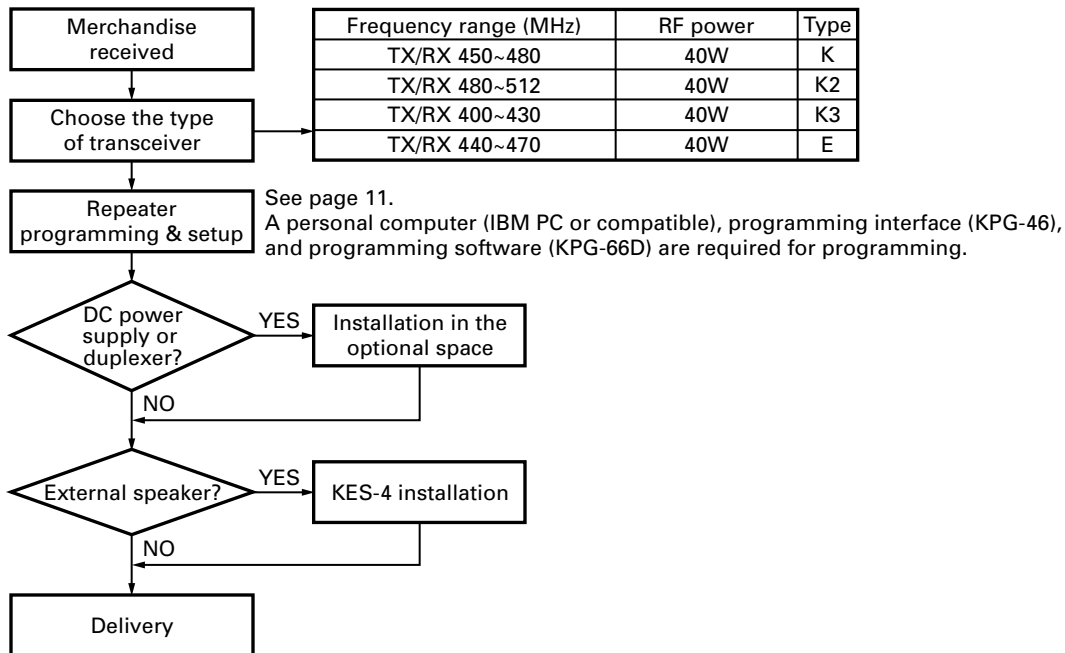 Merchandise
received
Frequency range (MHz) RF power Type
TX/RX 450~480 40W K
TX/RX 480~512 40W K2
TX/RX 400~430 40W K3
TX/RX 440~470 40W E
Choose the type
of transceiver
Repeater
programming & setup
See page 11.
A personal computer (IBM PC or compatible), programming interface (KPG-46),
and programming software (KPG-66D) are required for programming.
DC power
supply or
duplexer?
YES
Installation in the
optional space
NO
External speaker?
YES
KES-4 installation
NO
Delivery